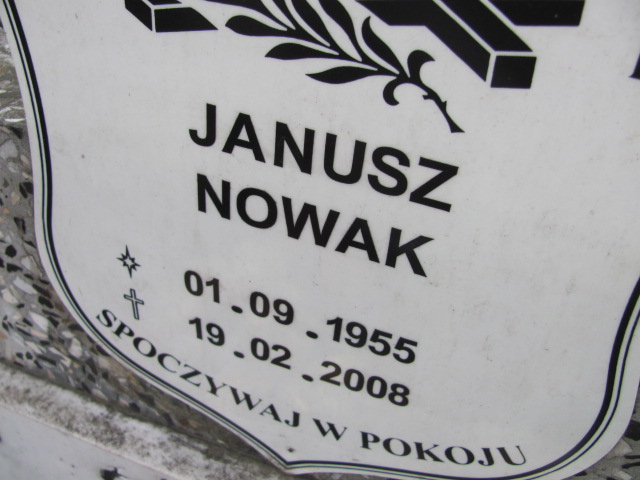 JANUSZ
NOWAK
01.09.1955
19.02.2008
SPOCZYWAJ W POKOJU